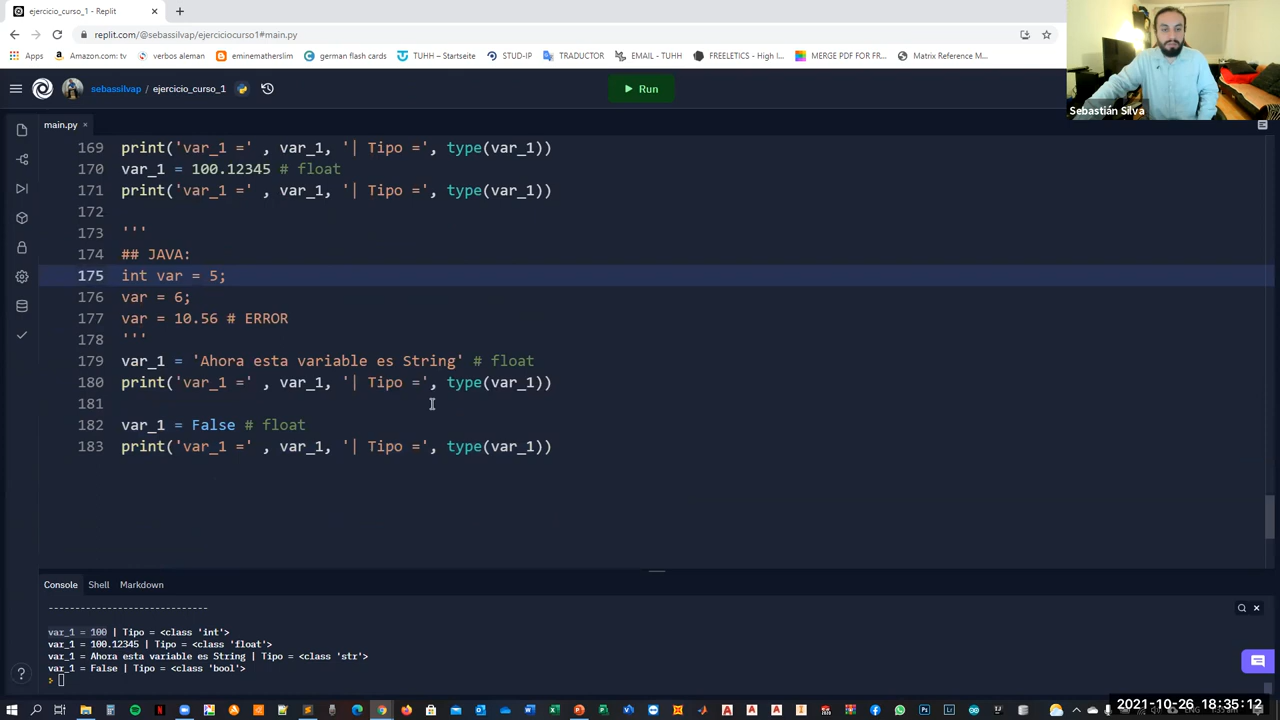 ejercicio_curso_1 - Replit
replit.com/@sebassilvap/ejerciciocurso1#main.py
Apps
Amazon.com: tv
verbos aleman
eminematherslim
german flash cards
TUHH – Startseite
STUD-IP
TRADUCTOR
EMAIL - TUHH
FREELETICS - High I...
MERGE PDF FOR FR...
Matrix Reference M...
Sebastián Silva
sebassilvap / ejercicio_curso_1
Run
main.py
169 print('var_1 =' , var_1, '| Tipo =', type(var_1))
170 var_1 = 100.12345 # float
171 print('var_1 =' , var_1, '| Tipo =', type(var_1))
172
173 '''
174 ## JAVA:
175 int var = 5;
176 var = 6;
177 var = 10.56 # ERROR
178 '''
179 var_1 = 'Ahora esta variable es String' # float
180 print('var_1 =' , var_1, '| Tipo =', type(var_1))
181
182 var_1 = False # float
183 print('var_1 =' , var_1, '| Tipo =', type(var_1))
Console Shell Markdown
------------------------------
var_1 = 100 | Tipo = <class 'int'>
var_1 = 100.12345 | Tipo = <class 'float'>
var_1 = Ahora esta variable es String | Tipo = <class 'str'>
var_1 = False | Tipo = <class 'bool'>
>
2021-10-26 18:35:12